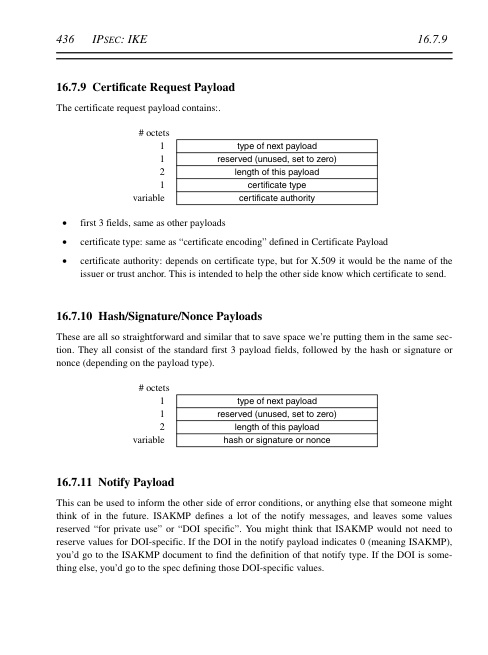 436 IPSEC: IKE 16.7.9
16.7.9 Certificate Request Payload
The certificate request payload contains:.
# octets
1 type of next payload
1 reserved (unused, set to zero)
2 length of this payload
1 certificate type
variable certificate authority
• first 3 fields, same as other payloads
• certificate type: same as “certificate encoding” defined in Certificate Payload
• certificate authority: depends on certificate type, but for X.509 it would be the name of the
issuer or trust anchor. This is intended to help the other side know which certificate to send.
16.7.10 Hash/Signature/Nonce Payloads
These are all so straightforward and similar that to save space we’re putting them in the same sec-
tion. They all consist of the standard first 3 payload fields, followed by the hash or signature or
nonce (depending on the payload type).
# octets
1 type of next payload
1 reserved (unused, set to zero)
2 length of this payload
variable hash or signature or nonce
16.7.11 Notify Payload
This can be used to inform the other side of error conditions, or anything else that someone might
think of in the future. ISAKMP defines a lot of the notify messages, and leaves some values
reserved “for private use” or “DOI specific”. You might think that ISAKMP would not need to
reserve values for DOI-specific. If the DOI in the notify payload indicates 0 (meaning ISAKMP),
you’d go to the ISAKMP document to find the definition of that notify type. If the DOI is some-
thing else, you’d go to the spec defining those DOI-specific values.